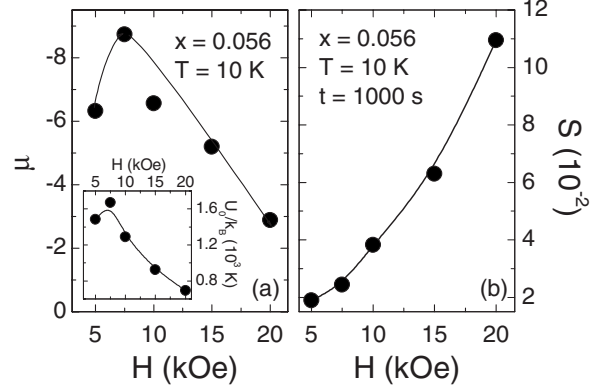 x = 0.056
T = 10 K
-8
-6
-4
-2
0
μ
H (kOe)
5 10 15 20
1.6
1.2
0.8
U₀/k_B (10³ K)
(a)
5 10 15 20
H (kOe)
x = 0.056
T = 10 K
t = 1000 s
12
10
8
6
4
2
S (10⁻²)
(b)
5 10 15 20
H (kOe)